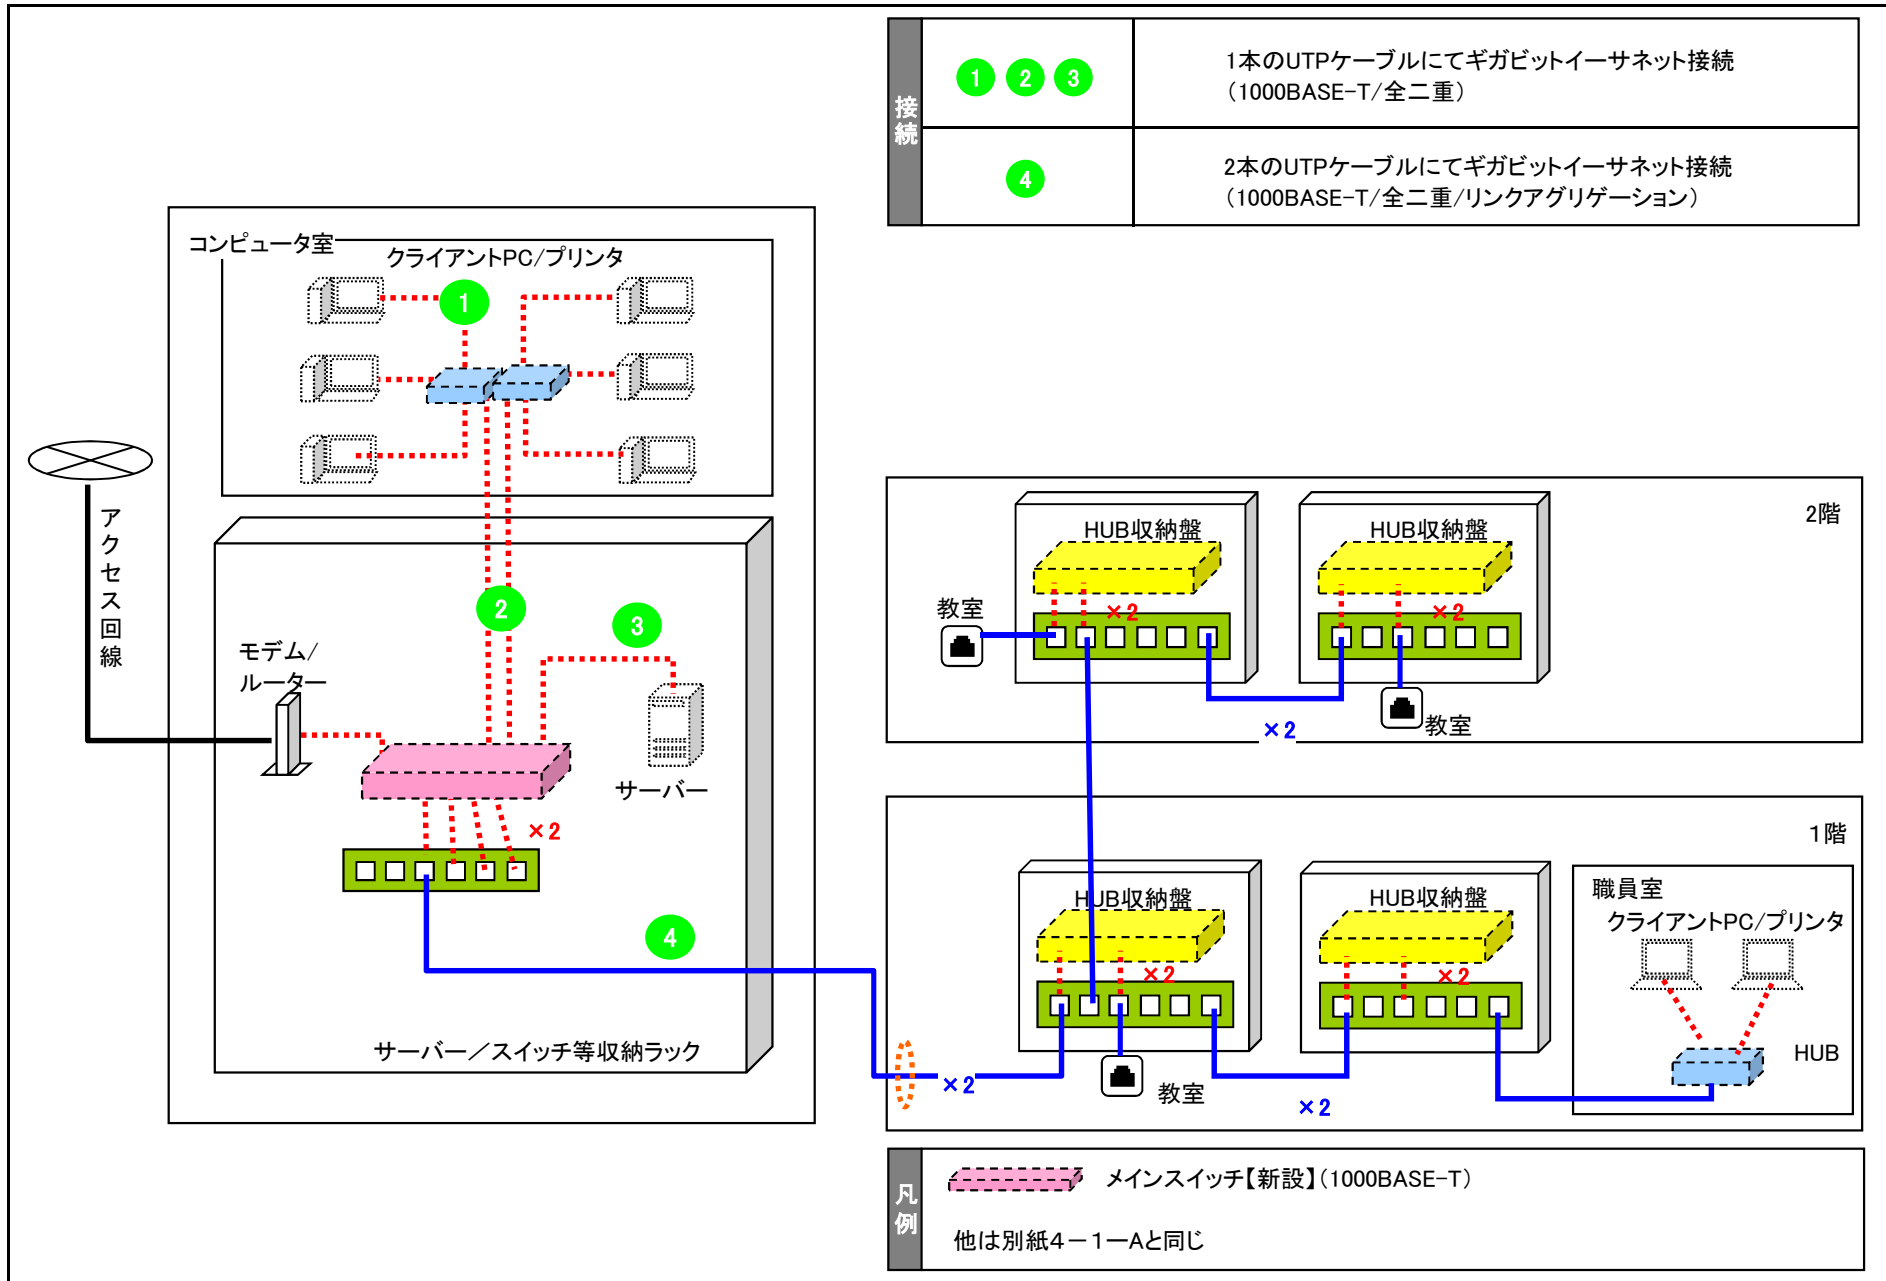 接続
1 2 3
1本のUTPケーブルにてギガビットイーサネット接続
(1000BASE-T/全二重)
4
2本のUTPケーブルにてギガビットイーサネット接続
(1000BASE-T/全二重/リンクアグリゲーション)
コンピュータ室
クライアントPC/プリンタ
1
アクセス回線
2
3
モデム/
ルーター
サーバー
×2
4
サーバー/スイッチ等収納ラック
2階
HUB収納盤
HUB収納盤
×2
×2
教室
教室
×2
1階
HUB収納盤
HUB収納盤
職員室
クライアントPC/プリンタ
×2
×2
HUB
×2
教室
×2
凡例
メインスイッチ【新設】(1000BASE-T)
他は別紙4-1ーAと同じ